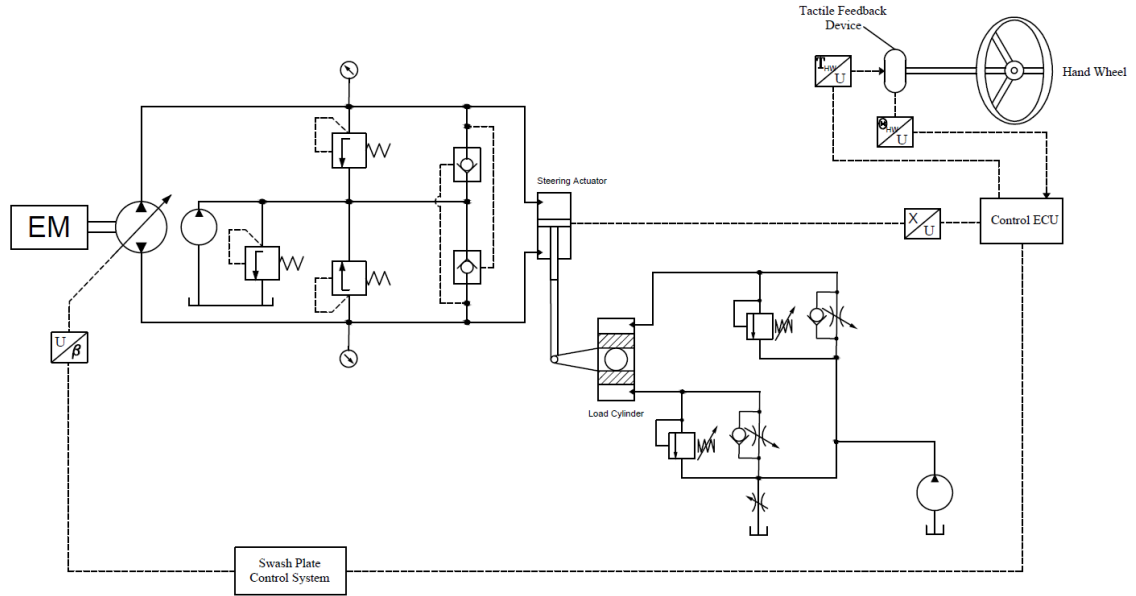 Tactile Feedback
Device
T HW
U
Hand Wheel
Θ HW
U
EM
Steering Actuator
X
U
Control ECU
U
β
Load Cylinder
Swash Plate
Control System